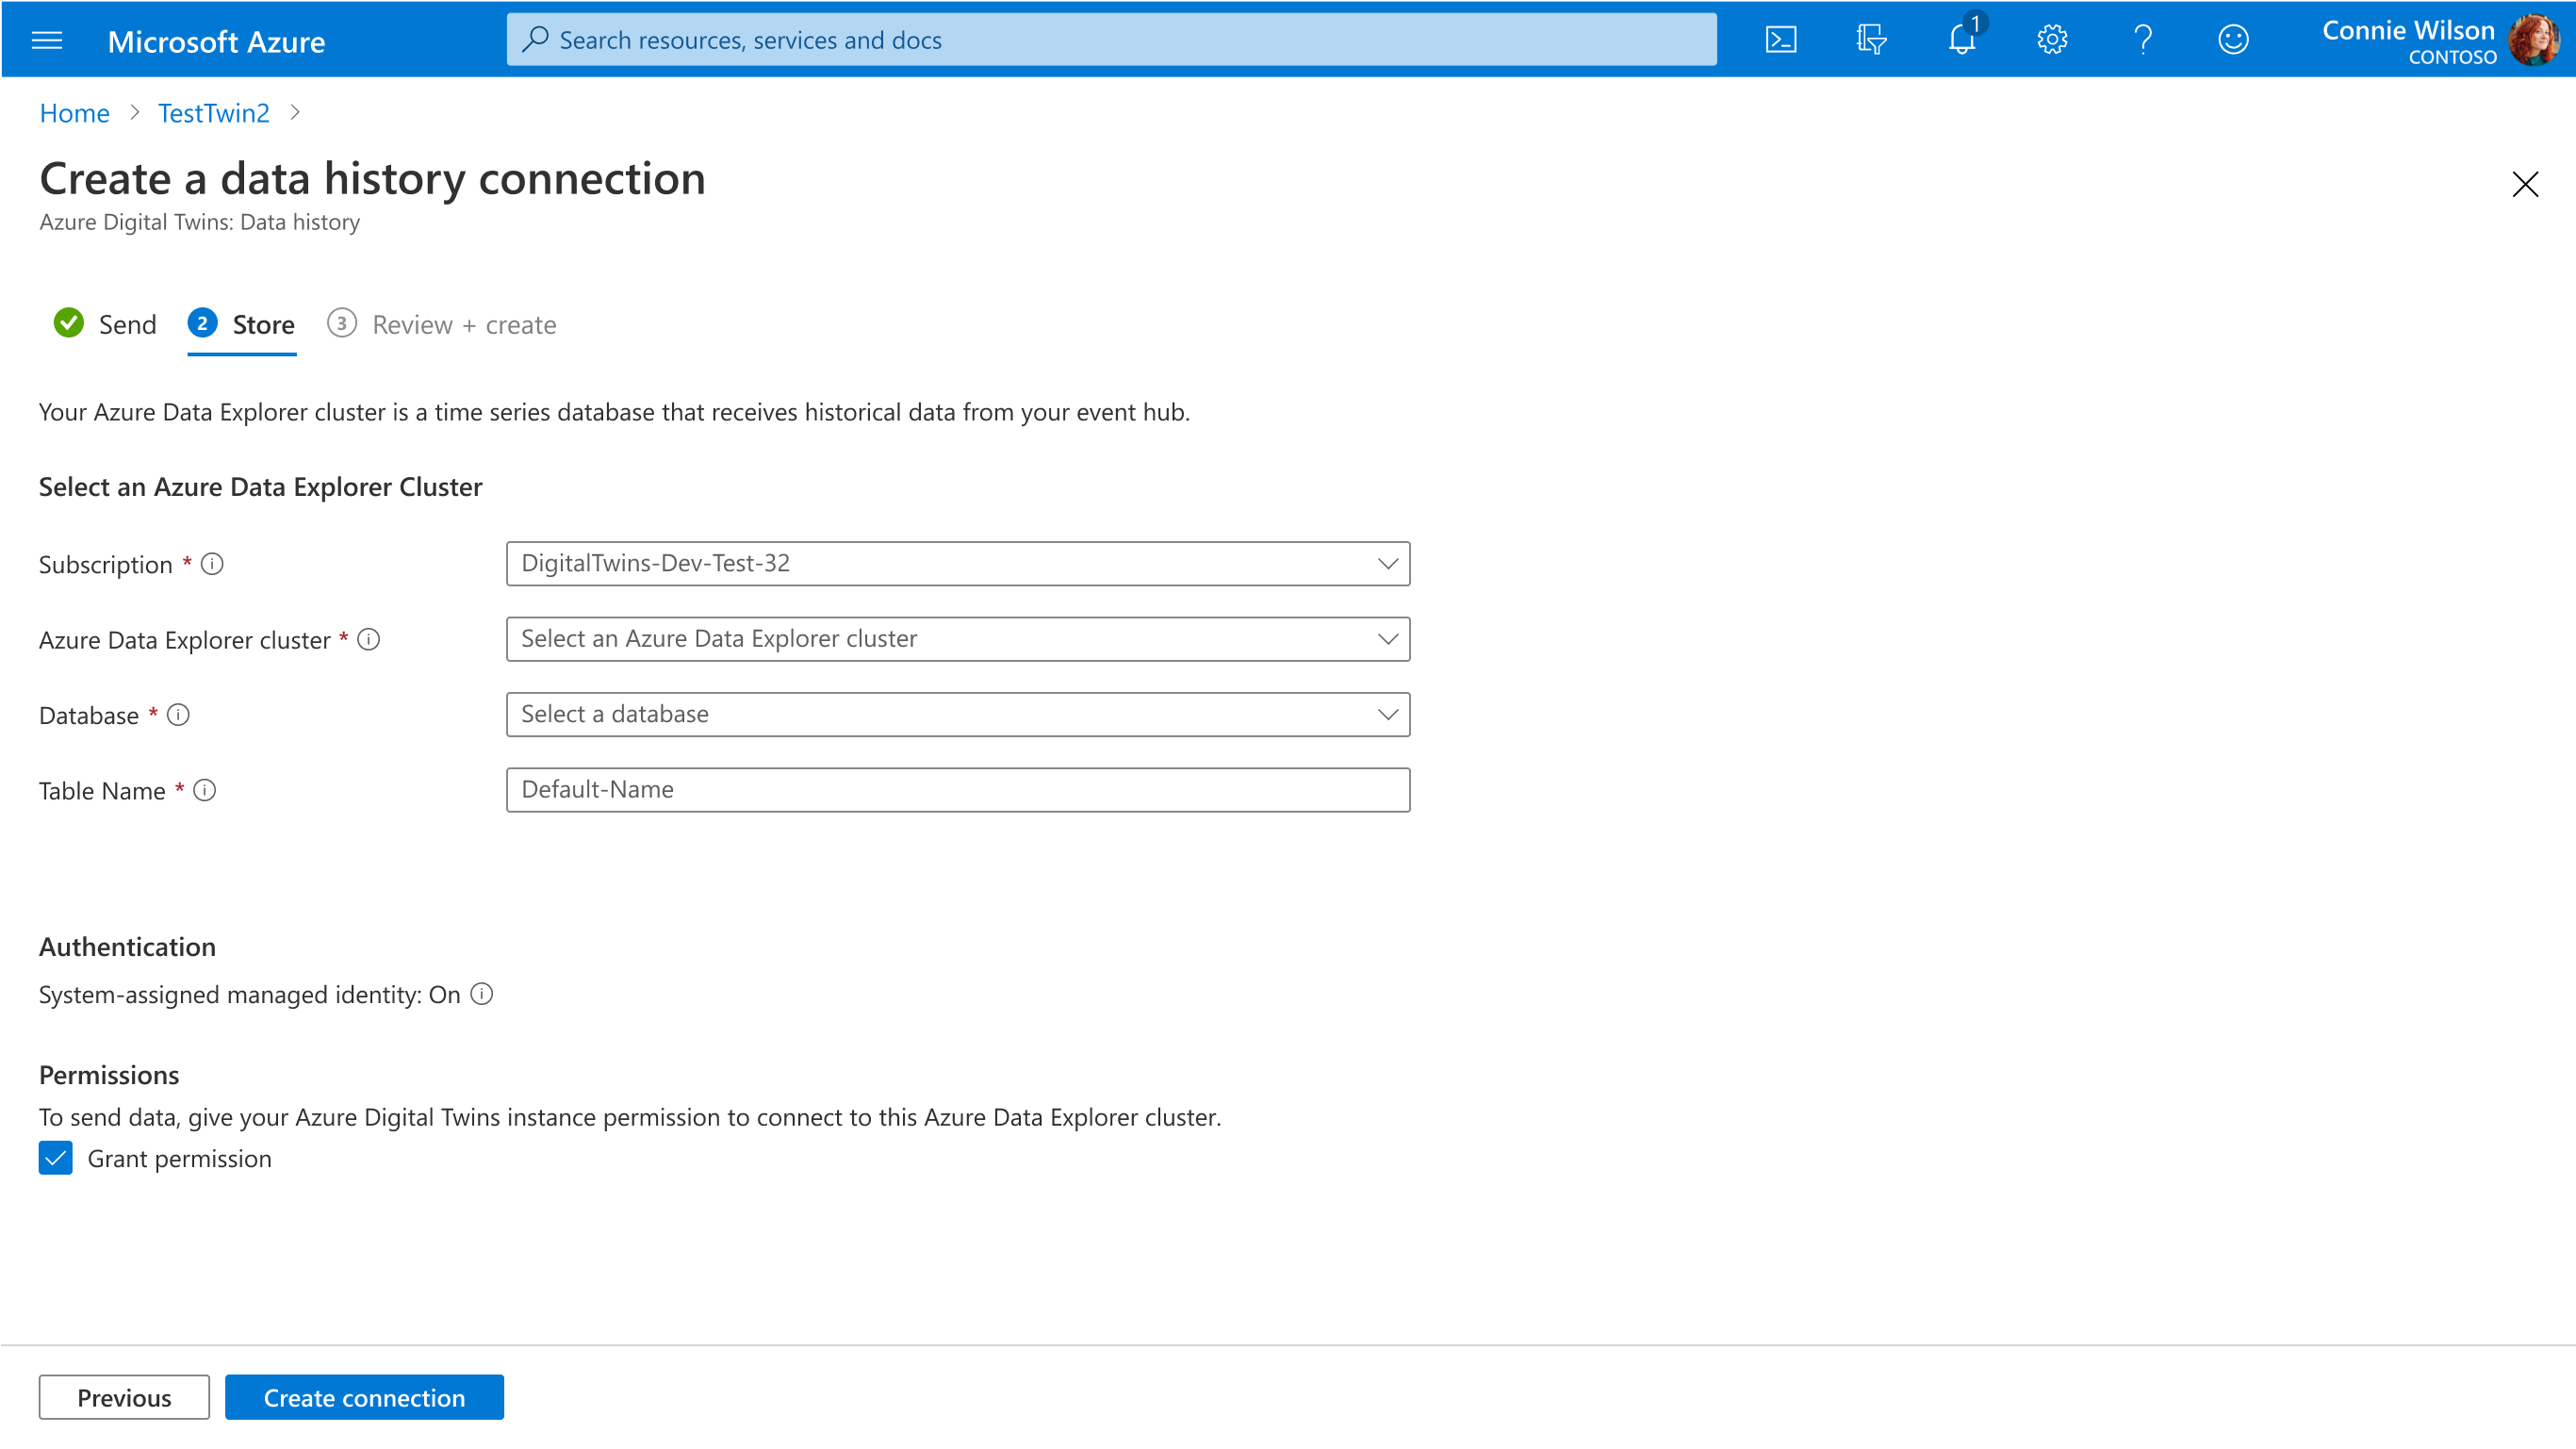 Microsoft Azure
Search resources, services and docs
1
Connie Wilson
CONTOSO
Home > TestTwin2 >
Create a data history connection
Azure Digital Twins: Data history
Send 2 Store 3 Review + create
Your Azure Data Explorer cluster is a time series database that receives historical data from your event hub.
Select an Azure Data Explorer Cluster
Subscription * DigitalTwins-Dev-Test-32
Azure Data Explorer cluster * Select an Azure Data Explorer cluster
Database * Select a database
Table Name * Default-Name
Authentication
System-assigned managed identity: On
Permissions
To send data, give your Azure Digital Twins instance permission to connect to this Azure Data Explorer cluster.
Grant permission
Previous Create connection